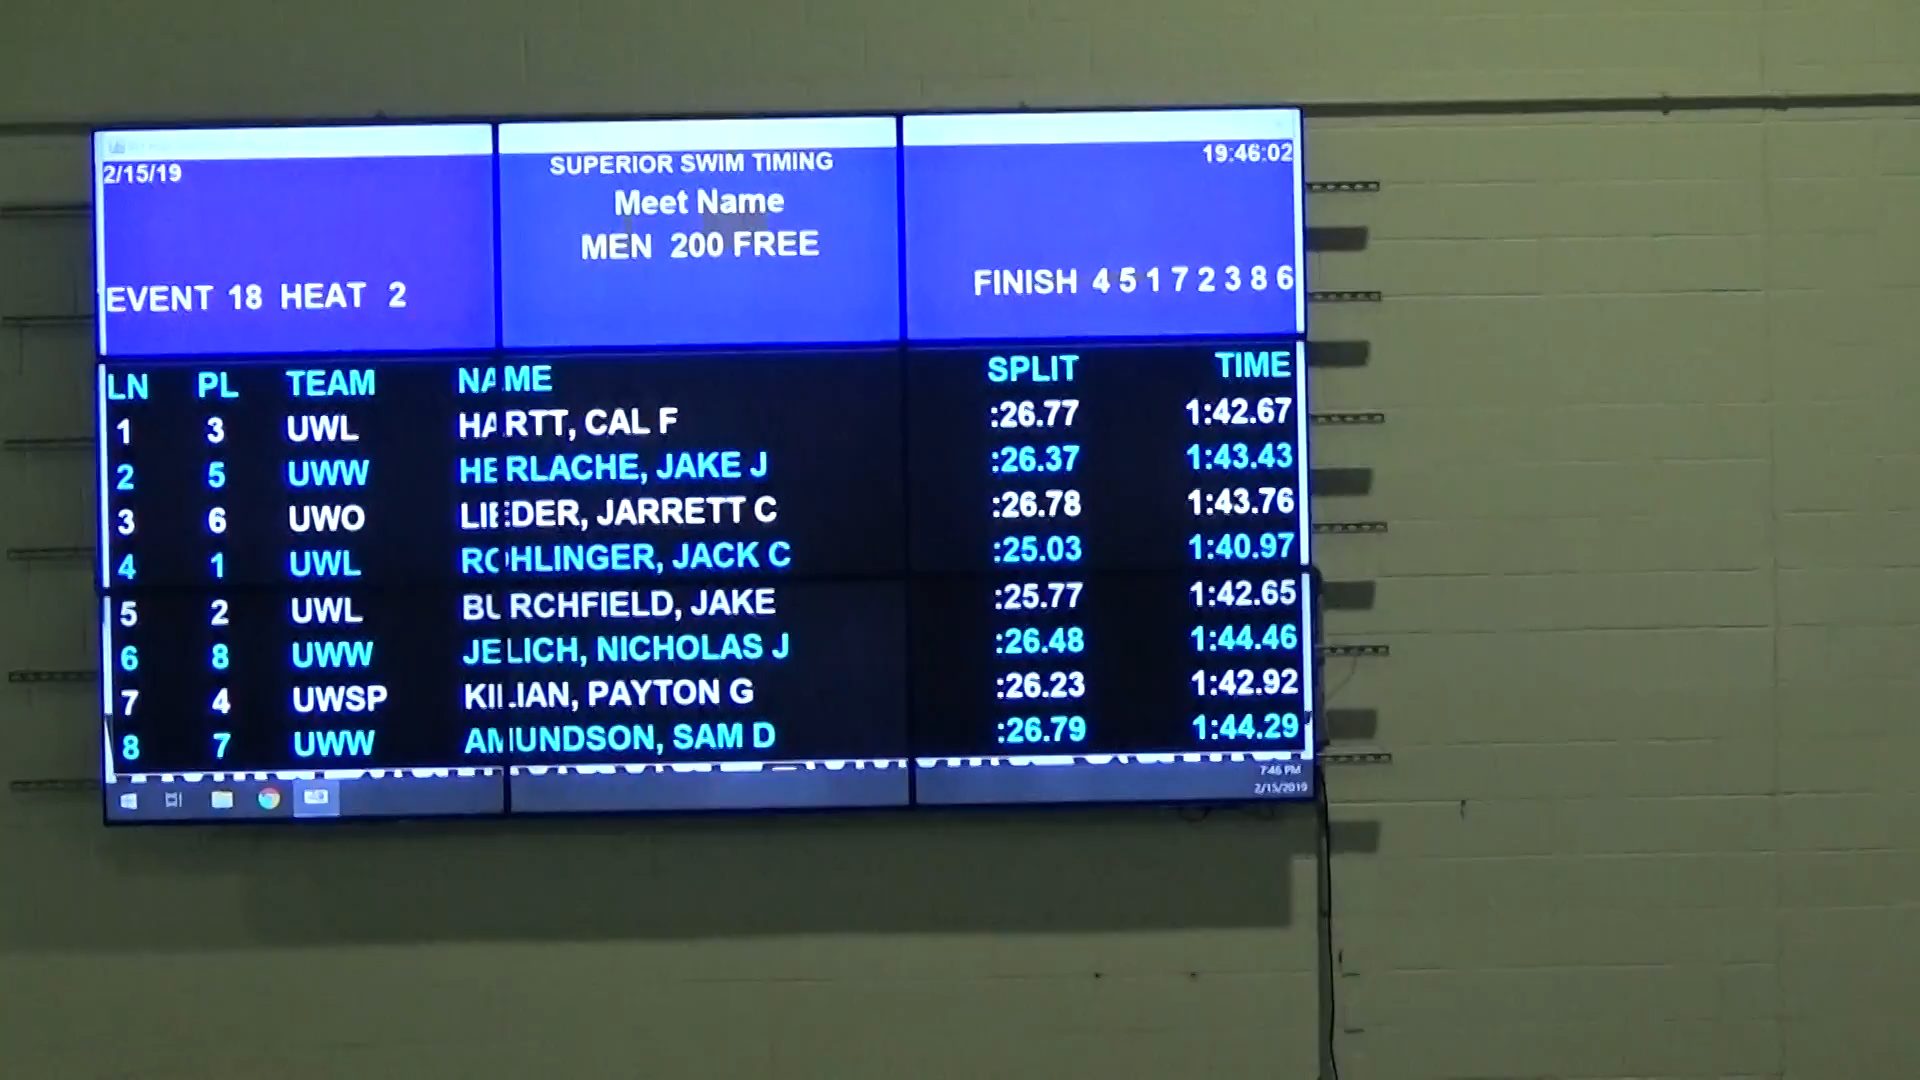 2/15/19 SUPERIOR SWIM TIMING 19:46:02
Meet Name
MEN 200 FREE
EVENT 18 HEAT 2 FINISH 4 5 1 7 2 3 8 6
LN PL TEAM NAME SPLIT TIME
1 3 UWL HARTT, CAL F :26.77 1:42.67
2 5 UWW HERLACHE, JAKE J :26.37 1:43.43
3 6 UWO LIEDER, JARRETT C :26.78 1:43.76
4 1 UWL ROHLINGER, JACK C :25.03 1:40.97
5 2 UWL BURCHFIELD, JAKE :25.77 1:42.65
6 8 UWW JELICH, NICHOLAS J :26.48 1:44.46
7 4 UWSP KILIAN, PAYTON G :26.23 1:42.92
8 7 UWW AMUNDSON, SAM D :26.79 1:44.29
7:46 PM
2/15/2019